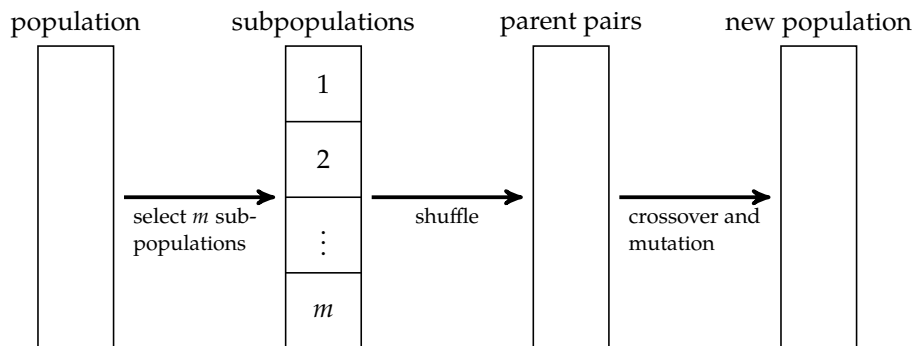 population
subpopulations
parent pairs
new population
1
2
⋮
m
select m sub-
populations
shuffle
crossover and
mutation